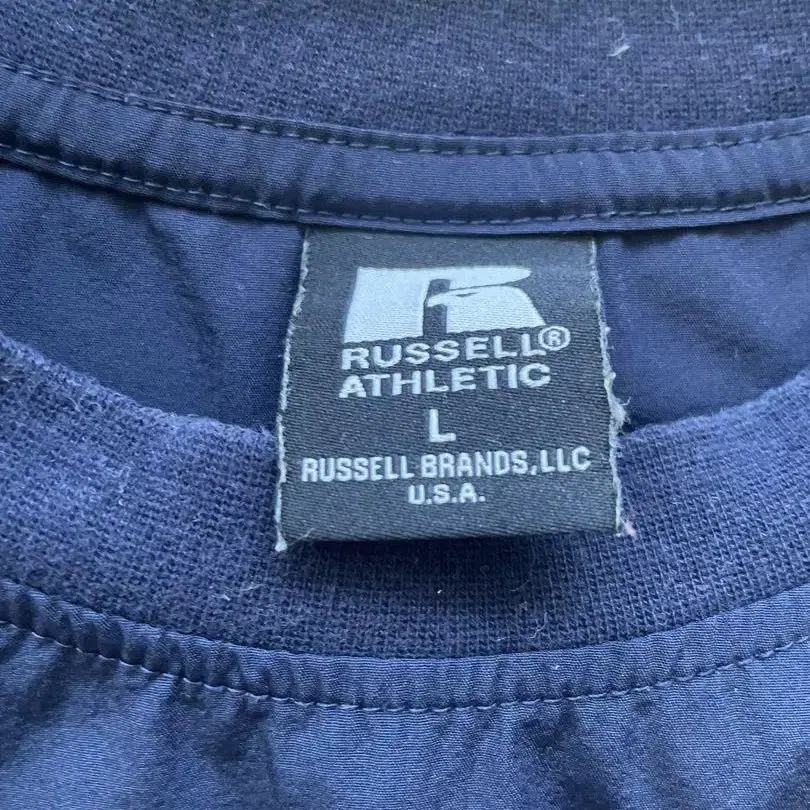 RUSSELL®
ATHLETIC
L
RUSSELL BRANDS, LLC
U.S.A.